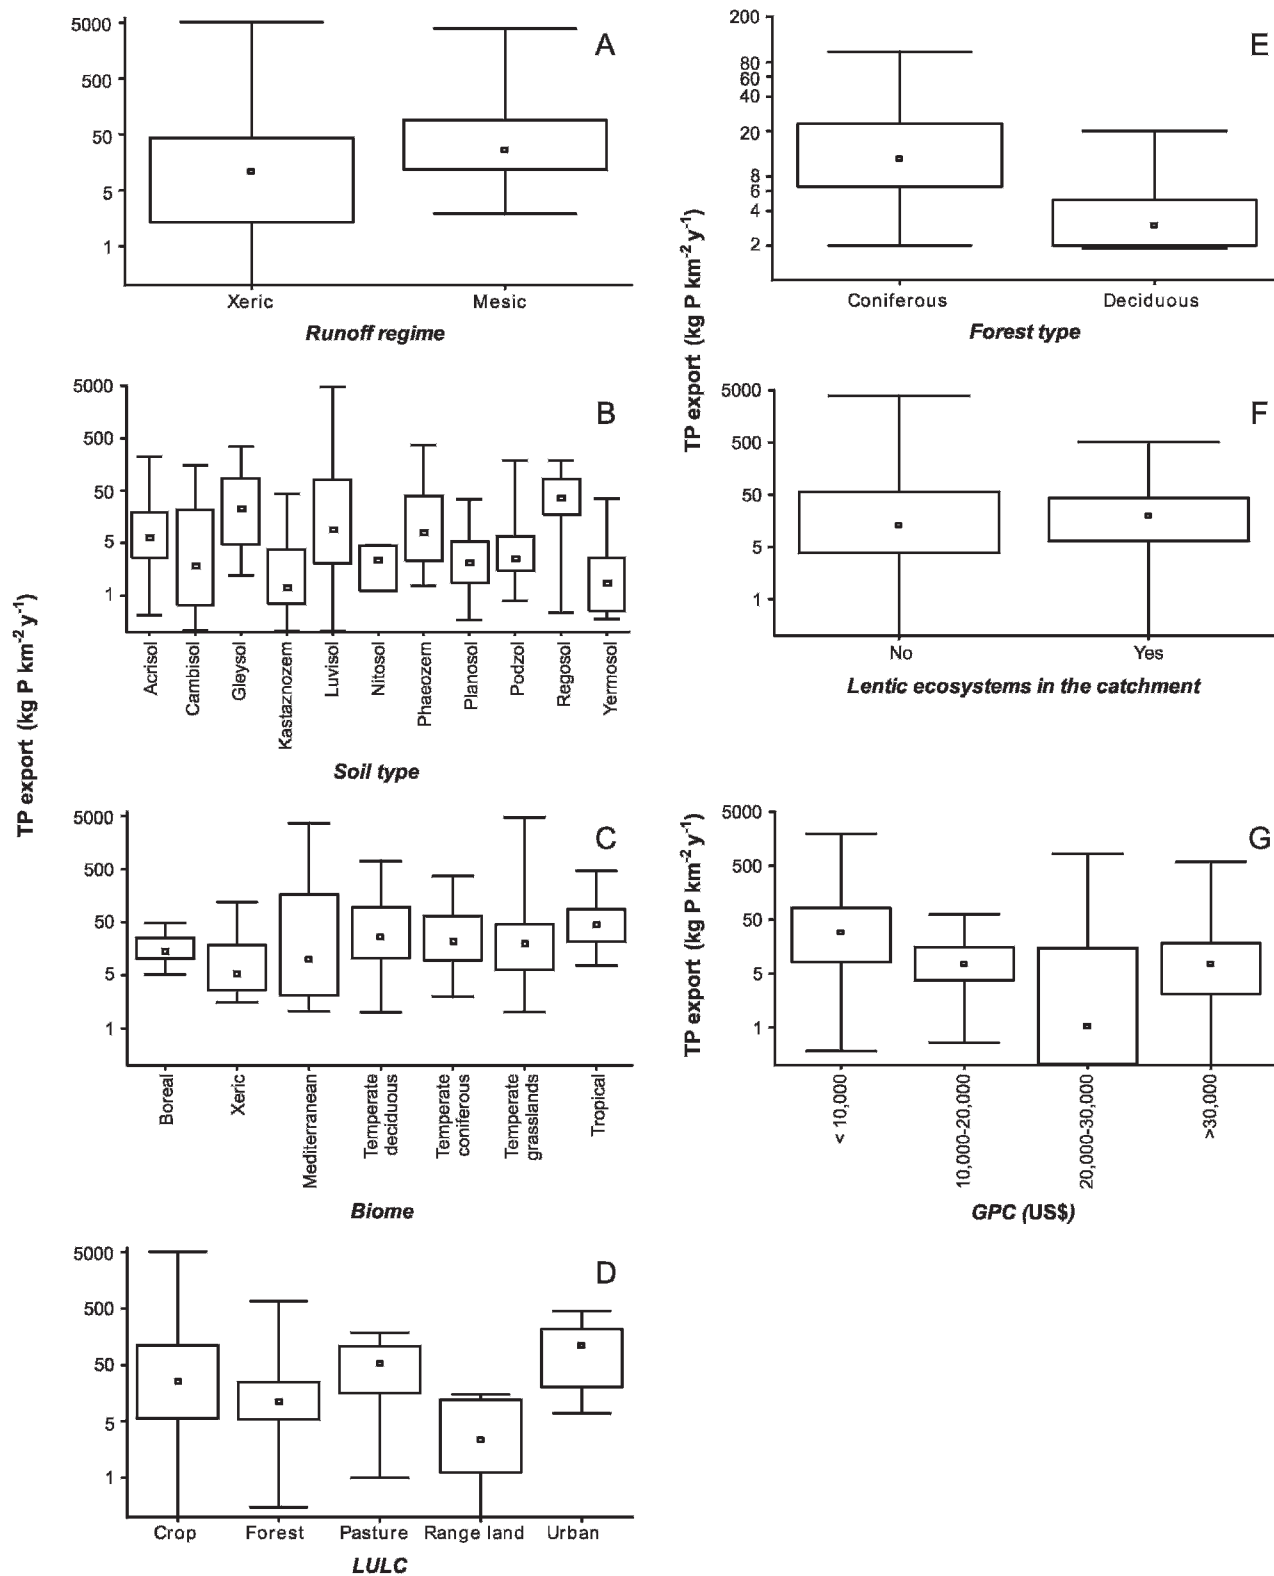 TP export (kg P km-2 y-1)
5000
500
50
5
1
A
Xeric
Mesic
Runoff regime
5000
500
50
5
1
B
Acrisol
Cambisol
Gleysol
Kastaznozem
Luvisol
Nitosol
Phaeozem
Planosol
Podzol
Regosol
Yermosol
Soil type
5000
500
50
5
1
C
Boreal
Xeric
Mediterranean
Temperate
deciduous
Temperate
coniferous
Temperate
grasslands
Tropical
Biome
5000
500
50
5
1
D
Crop
Forest
Pasture
Range land
Urban
LULC
TP export (kg P km-2 y-1)
200
80
60
40
20
8
6
4
2
E
Coniferous
Deciduous
Forest type
5000
500
50
5
1
F
No
Yes
Lentic ecosystems in the catchment
TP export (kg P km-2 y-1)
5000
500
50
5
1
G
< 10,000
10,000-20,000
20,000-30,000
>30,000
GPC (US$)